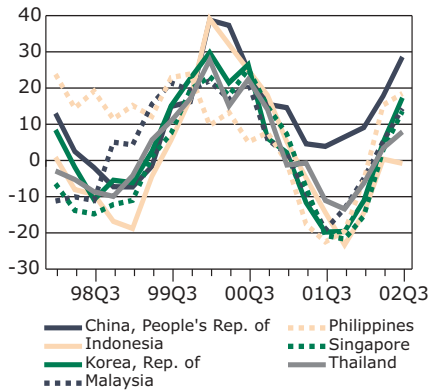 40
30
20
10
0
-10
-20
-30
98Q3 99Q3 00Q3 01Q3 02Q3
China, People's Rep. of
Indonesia
Korea, Rep. of
Malaysia
Philippines
Singapore
Thailand